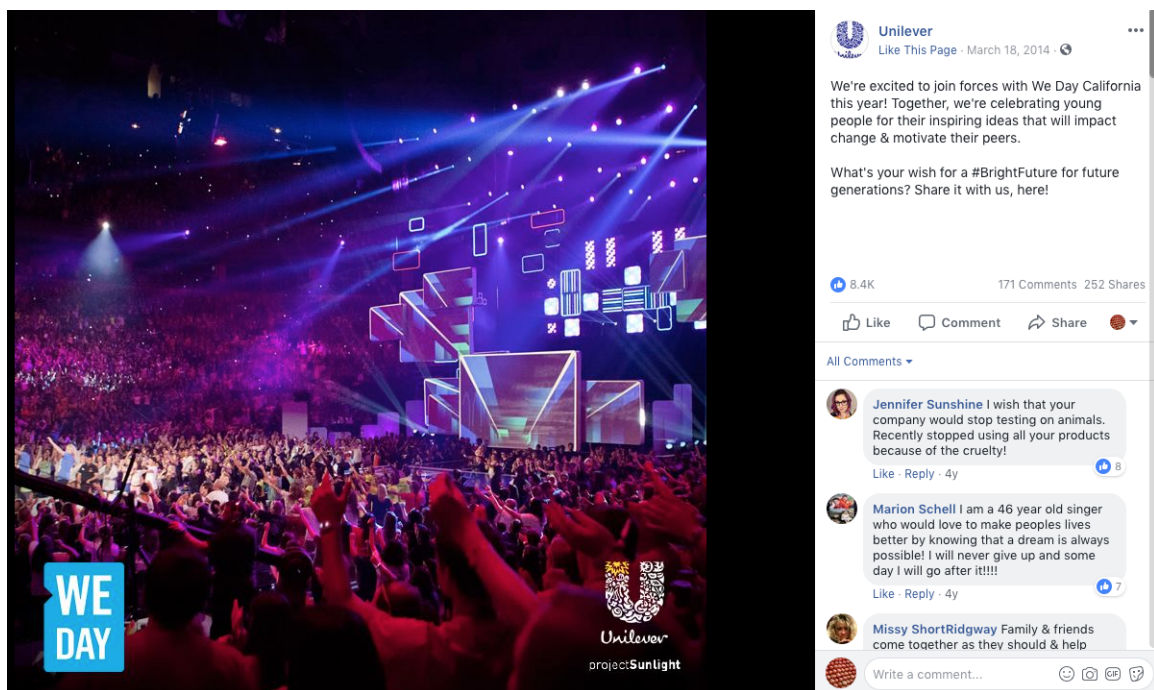 Unilever
Like This Page · March 18, 2014 ·
We're excited to join forces with We Day California
this year! Together, we're celebrating young
people for their inspiring ideas that will impact
change & motivate their peers.
What's your wish for a #BrightFuture for future
generations? Share it with us, here!
8.4K
171 Comments 252 Shares
Like Comment Share
All Comments
Jennifer Sunshine I wish that your
company would stop testing on animals.
Recently stopped using all your products
because of the cruelty!
8
Like · Reply · 4y
Marion Schell I am a 46 year old singer
who would love to make peoples lives
better by knowing that a dream is always
possible! I will never give up and some
day I will go after it!!!!
7
Like · Reply · 4y
Missy ShortRidgway Family & friends
come together as they should & help
Write a comment...
GIF
WE
DAY
Unilever
projectSunlight